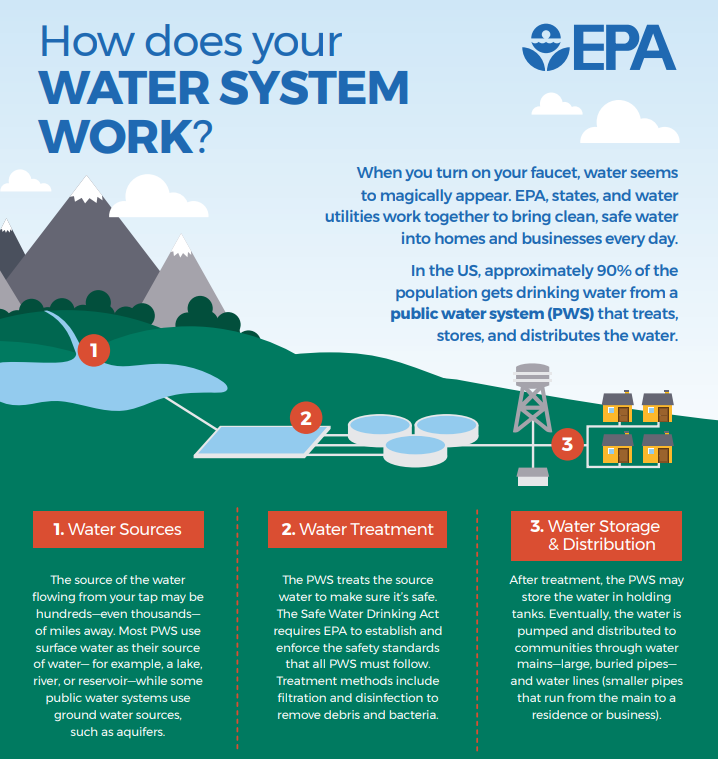 How does your
WATER SYSTEM
WORK?
EPA
When you turn on your faucet, water seems
to magically appear. EPA, states, and water
utilities work together to bring clean, safe water
into homes and businesses every day.
In the US, approximately 90% of the
population gets drinking water from a
public water system (PWS) that treats,
stores, and distributes the water.
1
2
3
1. Water Sources
The source of the water
flowing from your tap may be
hundreds—even thousands—
of miles away. Most PWS use
surface water as their source
of water— for example, a lake,
river, or reservoir—while some
public water systems use
ground water sources,
such as aquifers.
2. Water Treatment
The PWS treats the source
water to make sure it's safe.
The Safe Water Drinking Act
requires EPA to establish and
enforce the safety standards
that all PWS must follow.
Treatment methods include
filtration and disinfection to
remove debris and bacteria.
3. Water Storage
& Distribution
After treatment, the PWS may
store the water in holding
tanks. Eventually, the water is
pumped and distributed to
communities through water
mains—large, buried pipes—
and water lines (smaller pipes
that run from the main to a
residence or business).